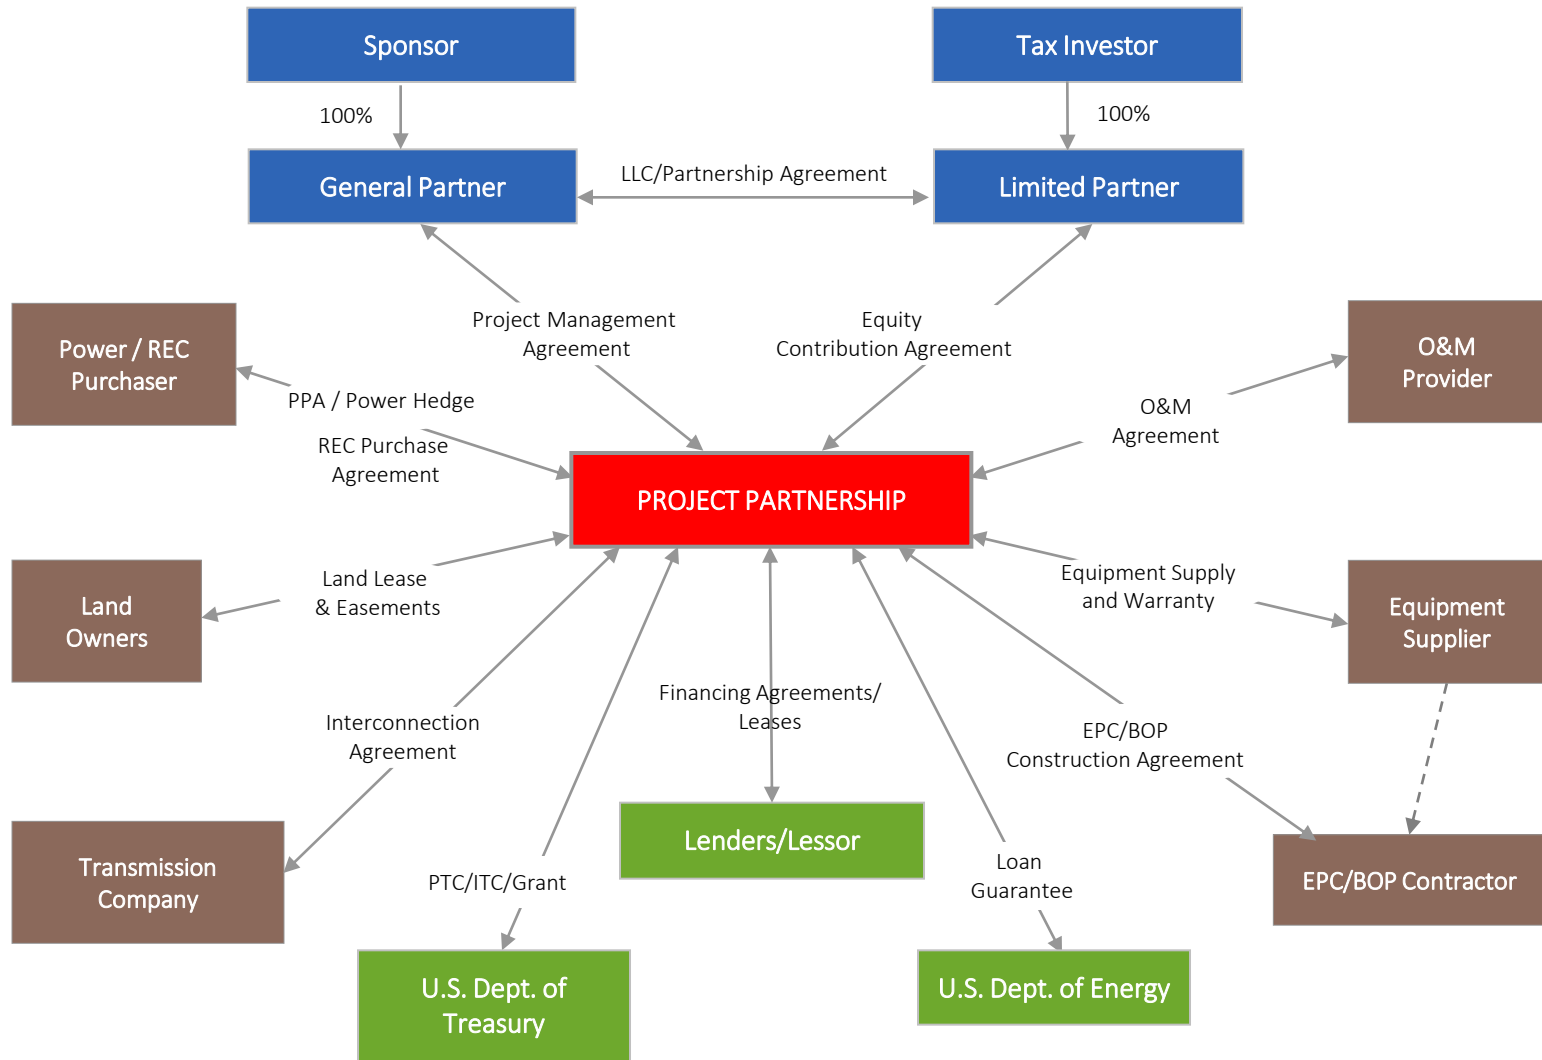 Sponsor
Tax Investor
100%
100%
General Partner
LLC/Partnership Agreement
Limited Partner
Project Management
Agreement
Equity
Contribution Agreement
Power / REC
Purchaser
O&M
Provider
PPA / Power Hedge
REC Purchase
Agreement
O&M
Agreement
PROJECT PARTNERSHIP
Land
Owners
Land Lease
& Easements
Equipment Supply
and Warranty
Equipment
Supplier
Interconnection
Agreement
Financing Agreements/
Leases
EPC/BOP
Construction Agreement
Transmission
Company
Lenders/Lessor
PTC/ITC/Grant
Loan
Guarantee
EPC/BOP Contractor
U.S. Dept. of
Treasury
U.S. Dept. of Energy